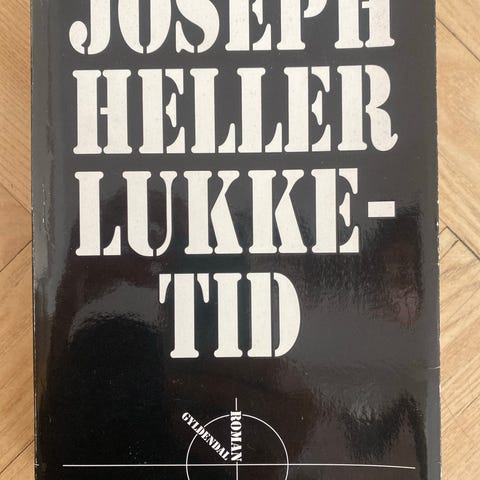 JOSEPH
HELLER
LUKKE-
TID
GYLDENDAL
ROMAN